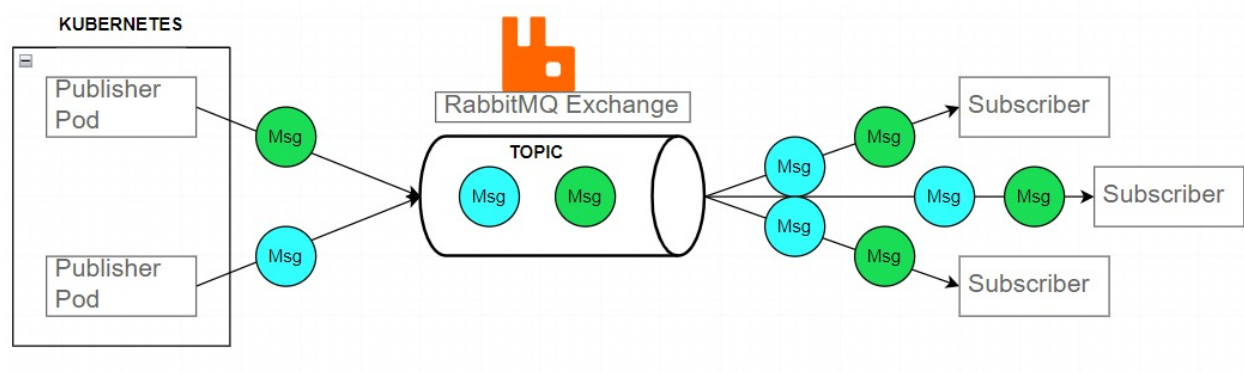 KUBERNETES
Publisher
Pod
Msg
Publisher
Pod
Msg
RabbitMQ Exchange
TOPIC
Msg
Msg
Msg
Msg
Subscriber
Msg
Msg
Subscriber
Msg
Msg
Subscriber